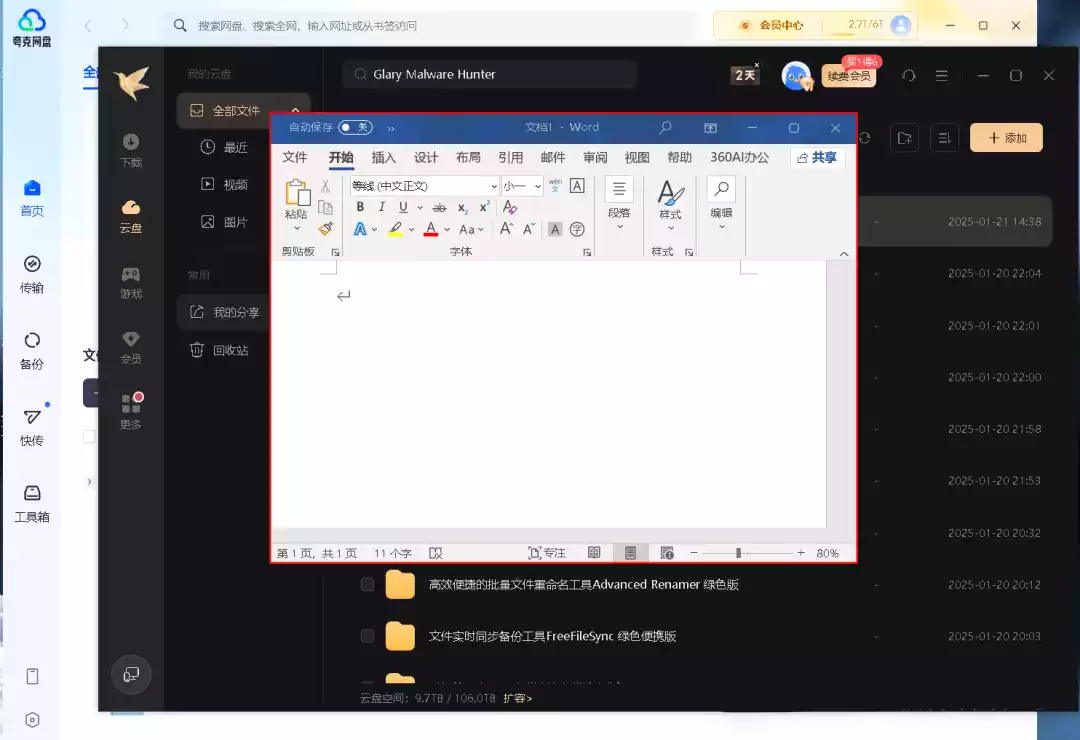 夸克网盘
搜索网盘、搜索全网，输入网址或从书签访问
会员中心
2.7T/6T
首页
传输
备份
快传
工具箱
我的云盘
Glary Malware Hunter
2天
买1得6
续费会员
下载
云盘
游戏
会员
更多
全部文件
最近
视频
图片
常用
我的分享
回收站
添加
自动保存 关
文档1 - Word
文件 开始 插入 设计 布局 引用 邮件 审阅 视图 帮助 360AI办公 共享
粘贴
等线 (中文正文)
小一
段落
样式
编辑
剪贴板
字体
样式
第 1 页，共 1 页 11 个字
专注
80%
- 2025-01-21 14:38
- 2025-01-20 22:04
- 2025-01-20 22:01
- 2025-01-20 22:00
- 2025-01-20 21:58
- 2025-01-20 21:53
- 2025-01-20 20:32
高效便捷的批量文件重命名工具Advanced Renamer 绿色版 - 2025-01-20 20:12
文件实时同步备份工具FreeFileSync 绿色便携版 - 2025-01-20 20:03
云盘空间：9.7TB / 106.0TB 扩容>